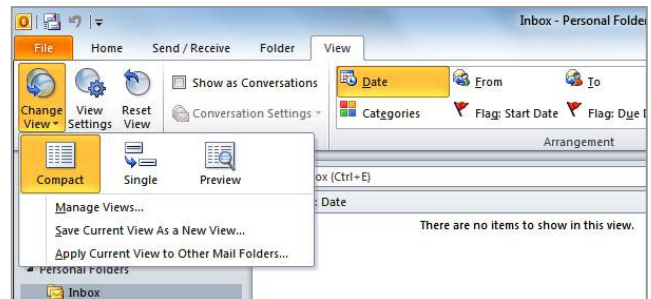 Inbox - Personal Folde
File Home Send / Receive Folder View
Change View
View Settings
Reset View
Show as Conversations
Conversation Settings
Date From To
Categories Flag: Start Date Flag: Due D
Arrangement
Compact Single Preview
ox (Ctrl+E)
Manage Views...
: Date
Save Current View As a New View...
There are no items to show in this view.
Apply Current View to Other Mail Folders...
Personal Folders
Inbox